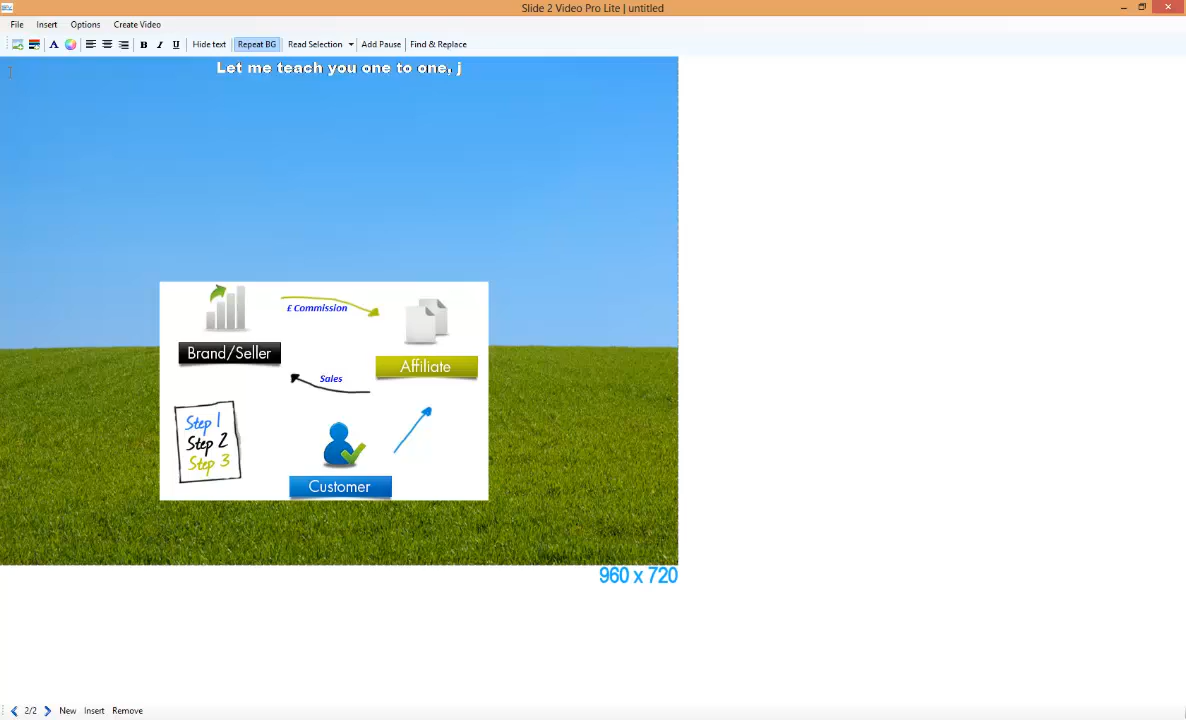 Slide 2 Video Pro Lite | untitled
File Insert Options Create Video
A B I U Hide text Repeat BG Read Selection Add Pause Find & Replace
Let me teach you one to one, j
£ Commission
Brand/Seller
Affiliate
Sales
Step 1
Step 2
Step 3
Customer
960 x 720
2/2 New Insert Remove